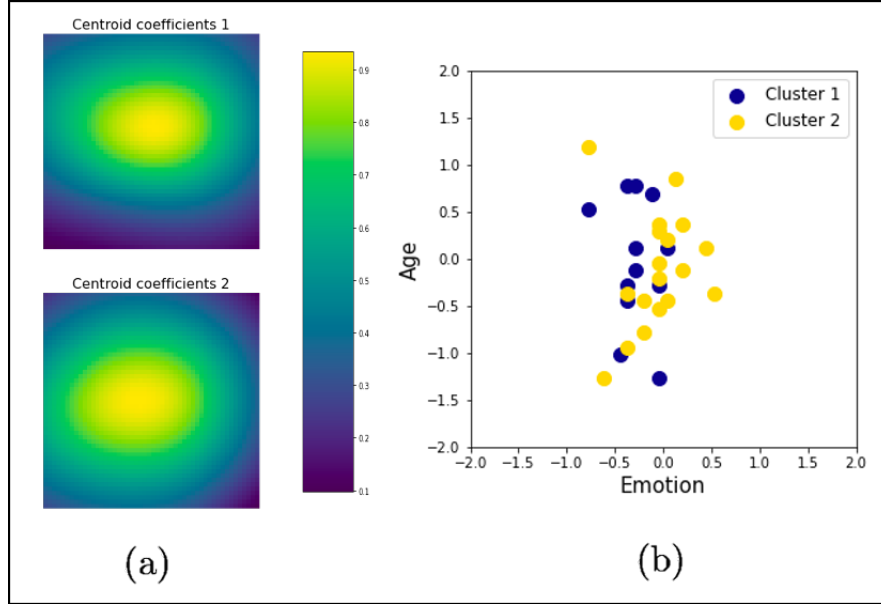 Centroid coefficients 1
Centroid coefficients 2
0.9
0.8
0.7
0.6
0.5
0.4
0.3
0.2
0.1
(a)
2.0
1.5
1.0
0.5
0.0
−0.5
−1.0
−1.5
−2.0
Age
Cluster 1
Cluster 2
−2.0 −1.5 −1.0 −0.5 0.0 0.5 1.0 1.5 2.0
Emotion
(b)